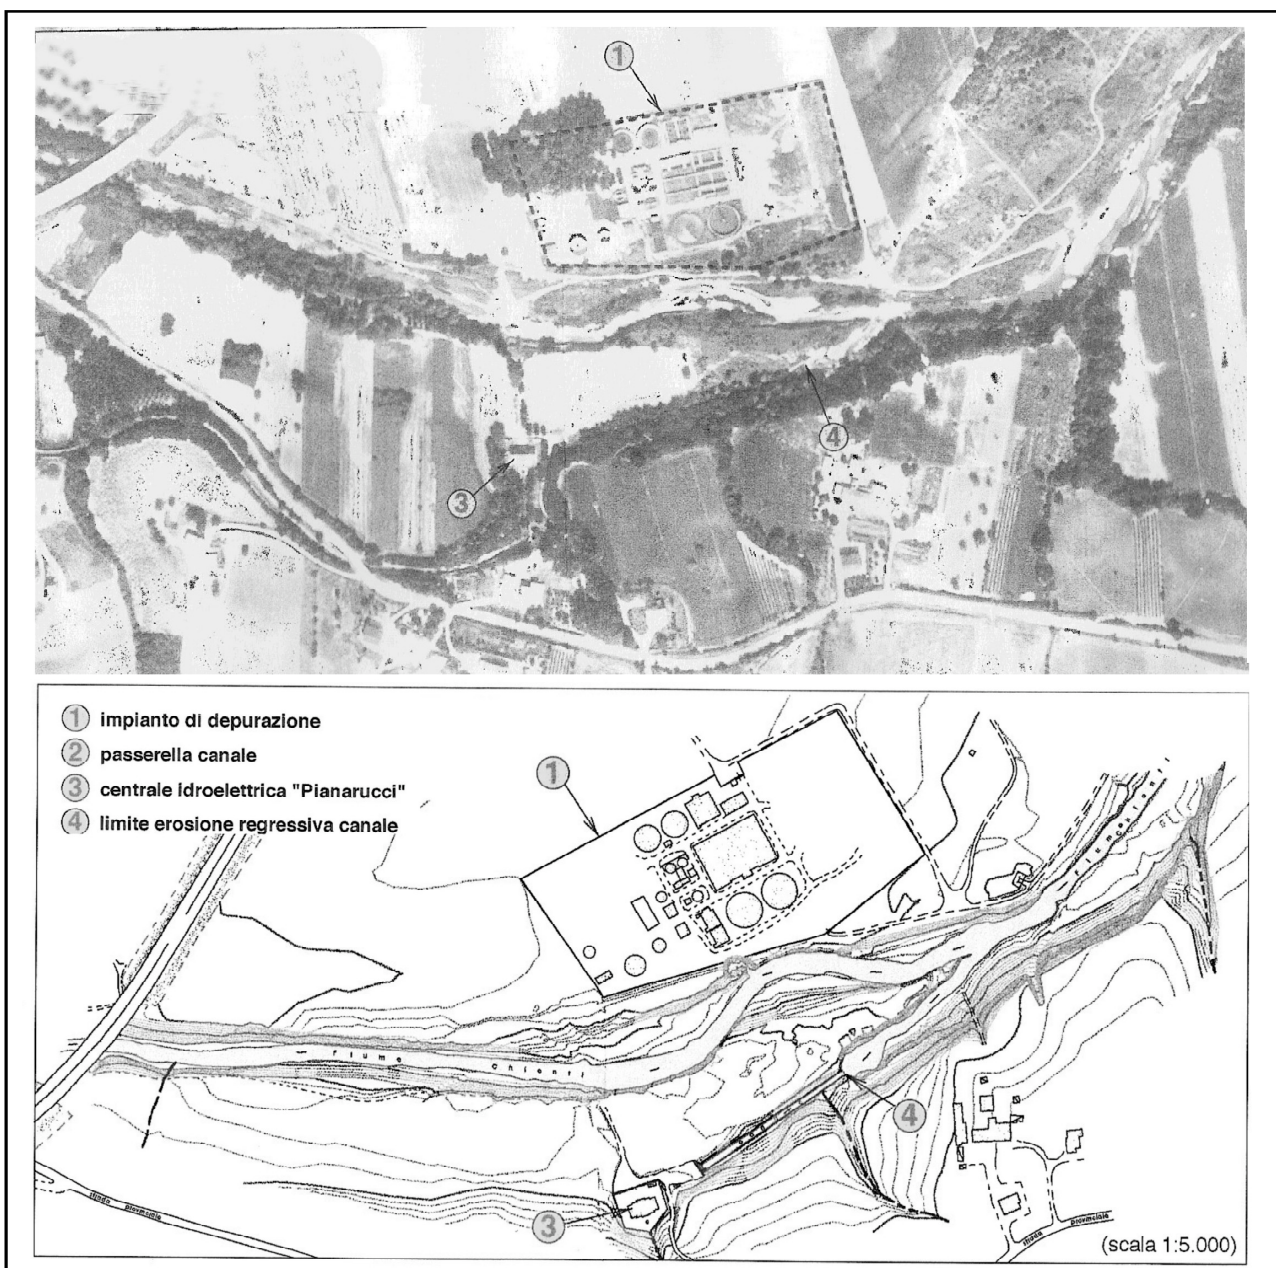 1
4
3
1 impianto di depurazione
2 passerella canale
3 centrale idroelettrica "Pianarucci"
4 limite erosione regressiva canale
1
fiume
fiume chienti
4
3
strada provinciale
strada provinciale
(scala 1:5.000)